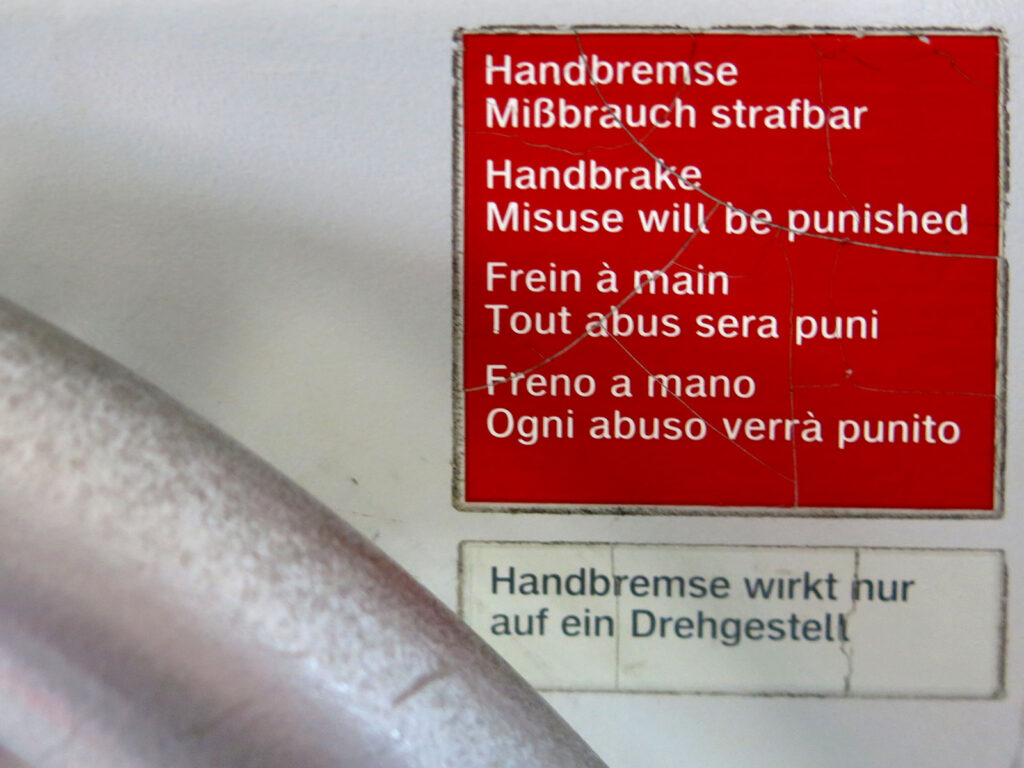 Handbremse
Mißbrauch strafbar
Handbrake
Misuse will be punished
Frein à main
Tout abus sera puni
Freno a mano
Ogni abuso verrà punito
Handbremse wirkt nur
auf ein Drehgestell